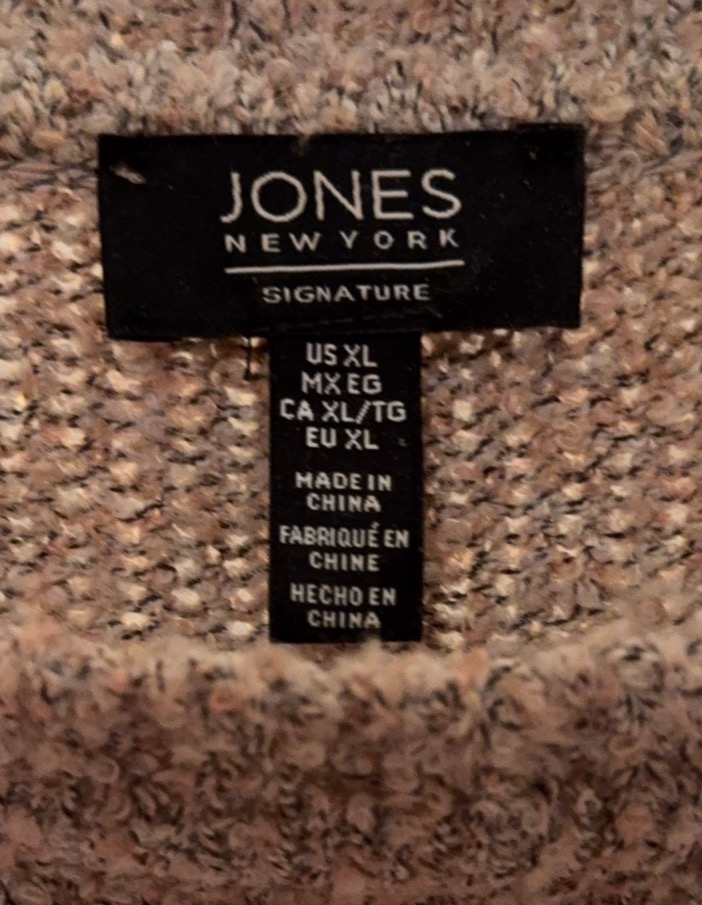 JONES
NEW YORK
SIGNATURE
US XL
MX EG
CA XL/TG
EU XL
MADE IN
CHINA
FABRIQUÉ EN
CHINE
HECHO EN
CHINA